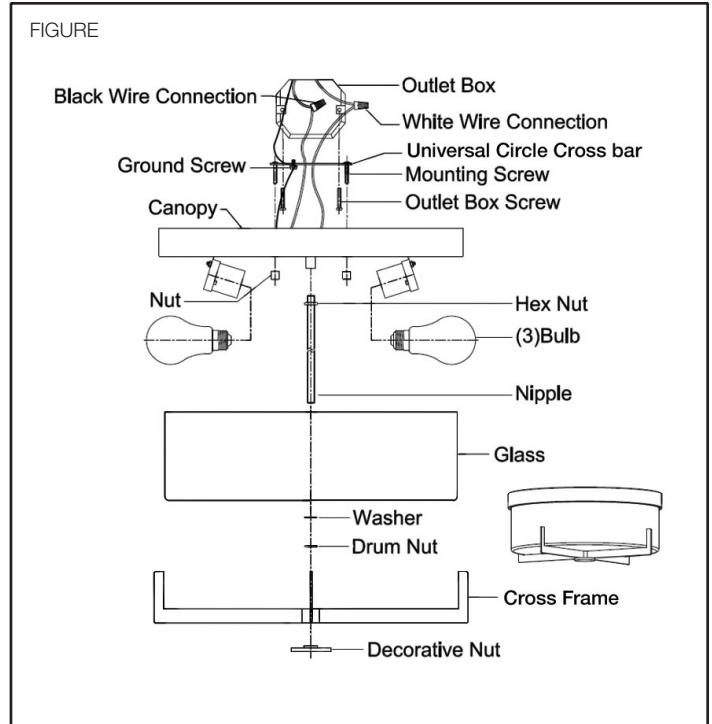 FIGURE
Outlet Box
Black Wire Connection
White Wire Connection
Universal Circle Cross bar
Ground Screw
Mounting Screw
Outlet Box Screw
Canopy
Nut
Hex Nut
(3)Bulb
Nipple
Glass
Washer
Drum Nut
Cross Frame
Decorative Nut